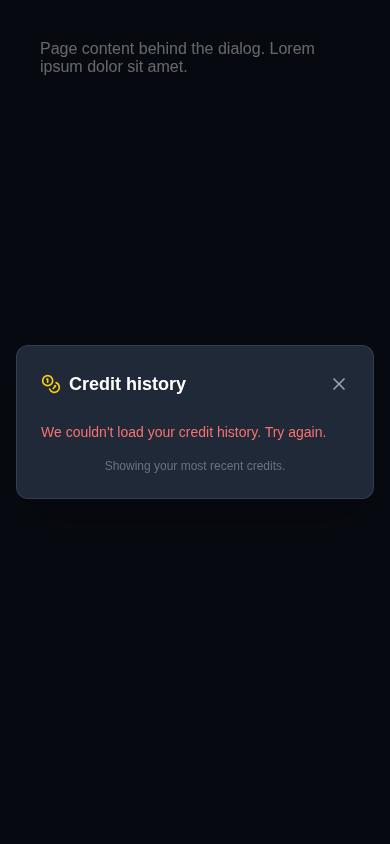 Page content behind the dialog. Lorem
ipsum dolor sit amet.
Credit history
We couldn't load your credit history. Try again.
Showing your most recent credits.